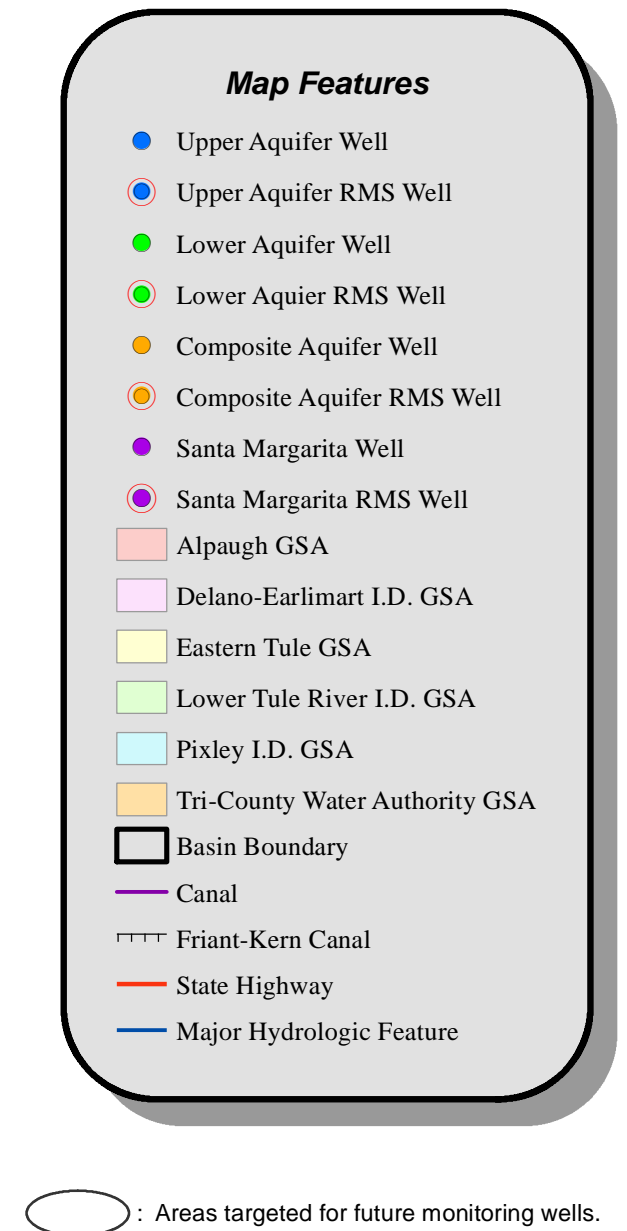 Map Features
Upper Aquifer Well
Upper Aquifer RMS Well
Lower Aquifer Well
Lower Aquier RMS Well
Composite Aquifer Well
Composite Aquifer RMS Well
Santa Margarita Well
Santa Margarita RMS Well
Alpaugh GSA
Delano-Earlimart I.D. GSA
Eastern Tule GSA
Lower Tule River I.D. GSA
Pixley I.D. GSA
Tri-County Water Authority GSA
Basin Boundary
Canal
Friant-Kern Canal
State Highway
Major Hydrologic Feature
: Areas targeted for future monitoring wells.